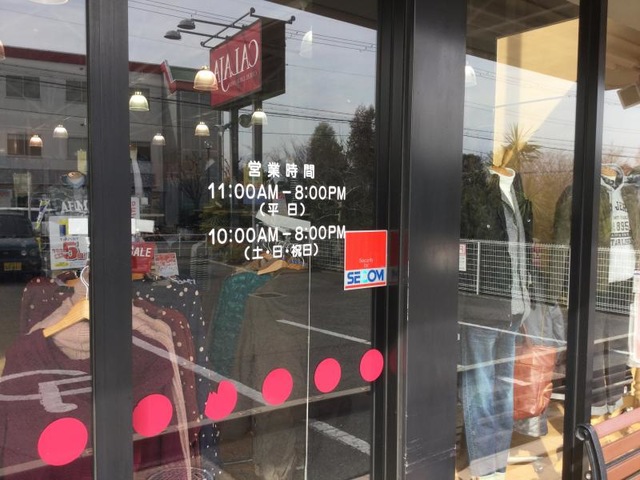 CALAJA
営業時間
11:00AM－8:00PM
（平 日）
10:00AM－8:00PM
（土・日・祝日）
SALE
5
SECOM